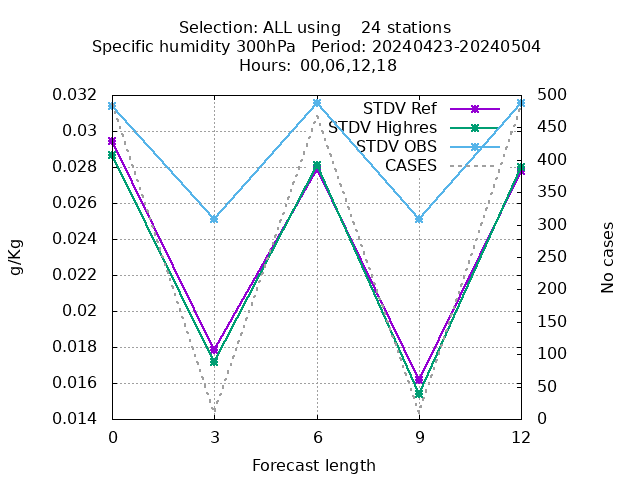 Selection: ALL using    24 stations
Specific humidity 300hPa   Period: 20240423-20240504
Hours:  00,06,12,18
STDV Ref
STDV Highres
STDV OBS
CASES
0.032
0.03
0.028
0.026
0.024
0.022
0.02
0.018
0.016
0.014
500
450
400
350
300
250
200
150
100
50
0
g/Kg
No cases
0 3 6 9 12
Forecast length